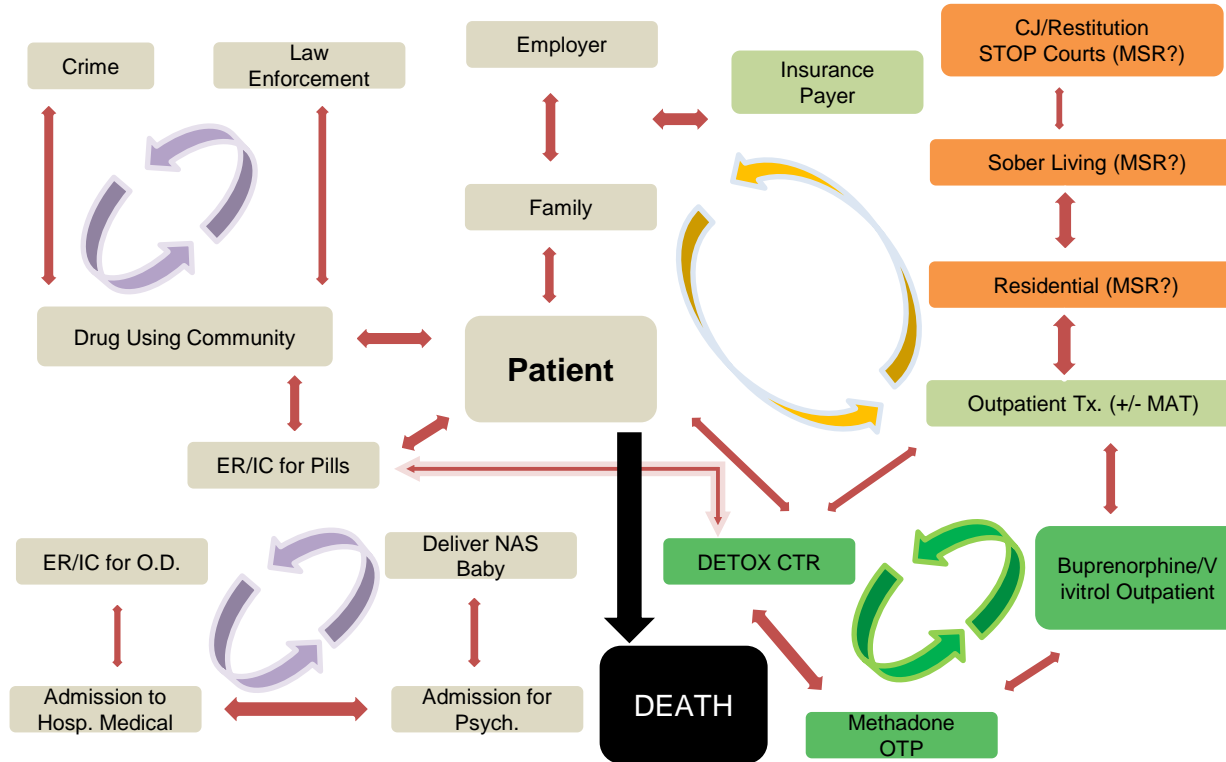 Crime
Law
Enforcement
Employer
Insurance
Payer
CJ/Restitution
STOP Courts (MSR?)
Sober Living (MSR?)
Family
Residential (MSR?)
Drug Using Community
Patient
Outpatient Tx. (+/- MAT)
ER/IC for Pills
ER/IC for O.D.
Deliver NAS
Baby
DETOX CTR
Buprenorphine/V
ivitrol Outpatient
Admission to
Hosp. Medical
Admission for
Psych.
DEATH
Methadone
OTP